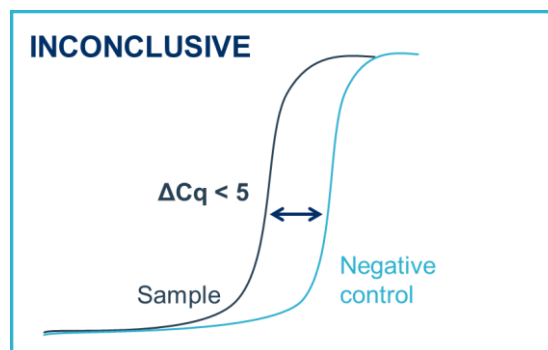 INCONCLUSIVE
ΔCq < 5
Sample
Negative
control